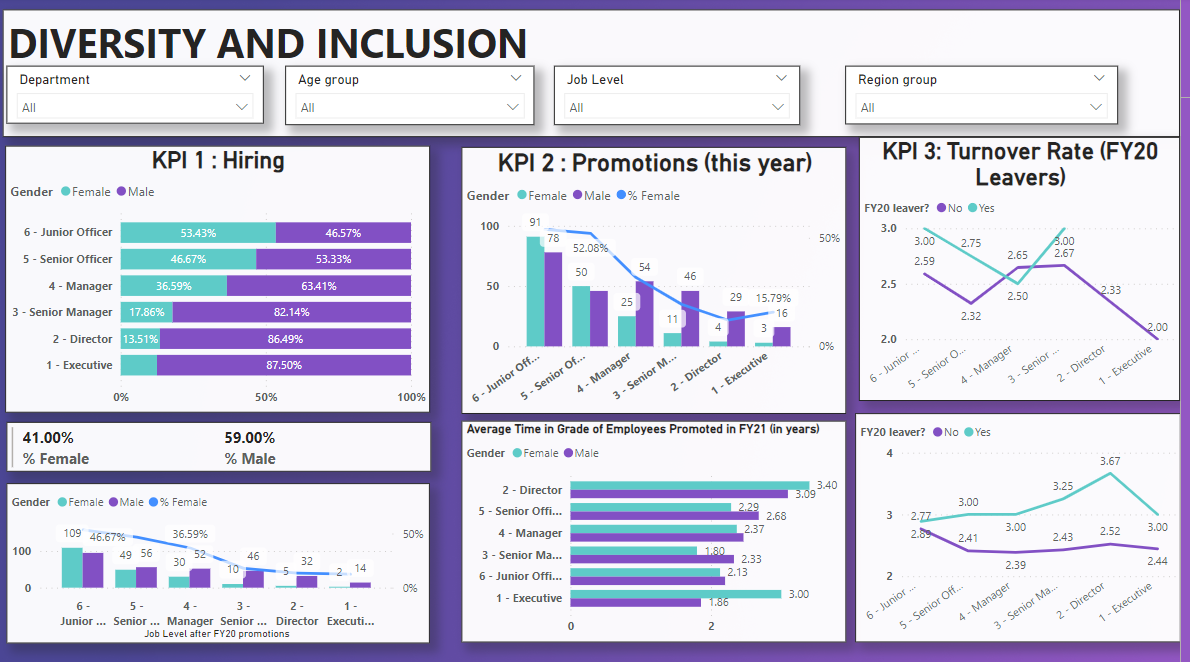 DIVERSITY AND INCLUSION
Department
All
Age group
All
Job Level
All
Region group
All
KPI 1 : Hiring
Gender Female Male
6 - Junior Officer 53.43% 46.57%
5 - Senior Officer 46.67% 53.33%
4 - Manager 36.59% 63.41%
3 - Senior Manager 17.86% 82.14%
2 - Director 13.51% 86.49%
1 - Executive 87.50%
0% 50% 100%
41.00% 59.00%
% Female % Male
Gender Female Male % Female
109 46.67% 49 56 36.59% 30 52 10 46 5 32 2 14
100
0
50%
0%
6 - Junior ...
5 - Senior ...
4 - Manager
3 - Senior ...
2 - Director
1 - Executi...
Job Level after FY20 promotions
KPI 2 : Promotions (this year)
Gender Female Male % Female
100
50
0
91 78 52.08% 50 25 54 11 46 4 29 15.79% 3 16
50%
0%
6 - Junior Off...
5 - Senior Of...
4 - Manager
3 - Senior M...
2 - Director
1 - Executive
Average Time in Grade of Employees Promoted in FY21 (in years)
Gender Female Male
2 - Director 3.40 3.09
5 - Senior Offi... 2.29 2.68
4 - Manager 2.37
3 - Senior Ma... 1.80 2.33
6 - Junior Offi... 2.13
1 - Executive 3.00 1.86
0 2
KPI 3: Turnover Rate (FY20
Leavers)
FY20 leaver? No Yes
3.0
2.5
2.0
3.00 2.75 2.50 3.00
2.59 2.32 2.65 2.67 2.33 2.00
6 - Junior ...
5 - Senior O...
4 - Manager
3 - Senior ...
2 - Director
1 - Executive
FY20 leaver? No Yes
4
3
2
2.89 3.00 3.00 3.25 3.67 3.00
2.77 2.41 2.39 2.43 2.52 2.44
6 - Junior ...
5 - Senior Off...
4 - Manager
3 - Senior Ma...
2 - Director
1 - Executive